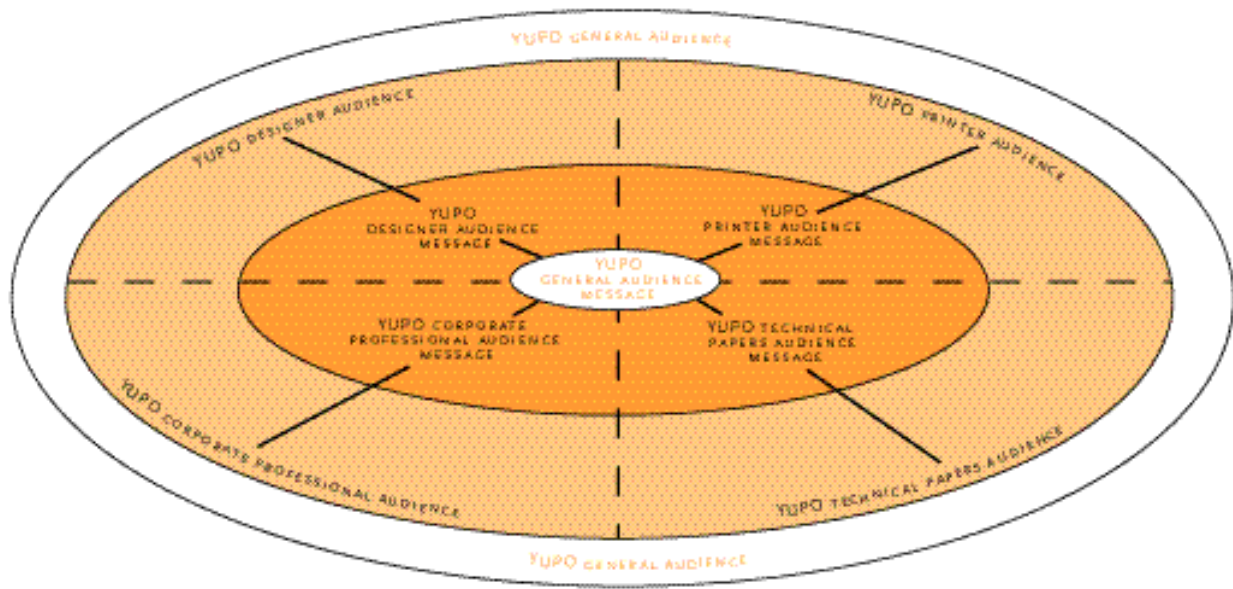 YUPO GENERAL AUDIENCE
YUPO DESIGNER AUDIENCE
YUPO PRINTER AUDIENCE
YUPO
DESIGNER AUDIENCE
MESSAGE
YUPO
PRINTER AUDIENCE
MESSAGE
YUPO
GENERAL AUDIENCE
MESSAGE
YUPO CORPORATE
PROFESSIONAL AUDIENCE
MESSAGE
YUPO TECHNICAL
PAPERS AUDIENCE
MESSAGE
YUPO CORPORATE PROFESSIONAL AUDIENCE
YUPO TECHNICAL PAPERS AUDIENCE
YUPO GENERAL AUDIENCE